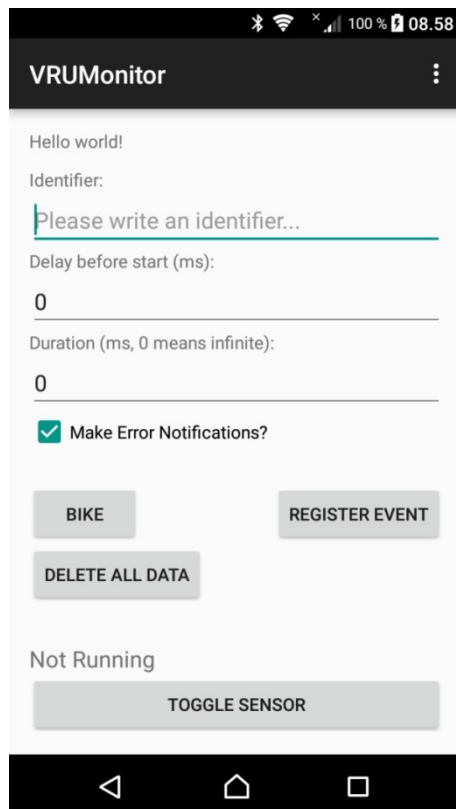 100 % 08.58
VRUMonitor
Hello world!
Identifier:
Please write an identifier...
Delay before start (ms):
0
Duration (ms, 0 means infinite):
0
Make Error Notifications?
BIKE REGISTER EVENT
DELETE ALL DATA
Not Running
TOGGLE SENSOR